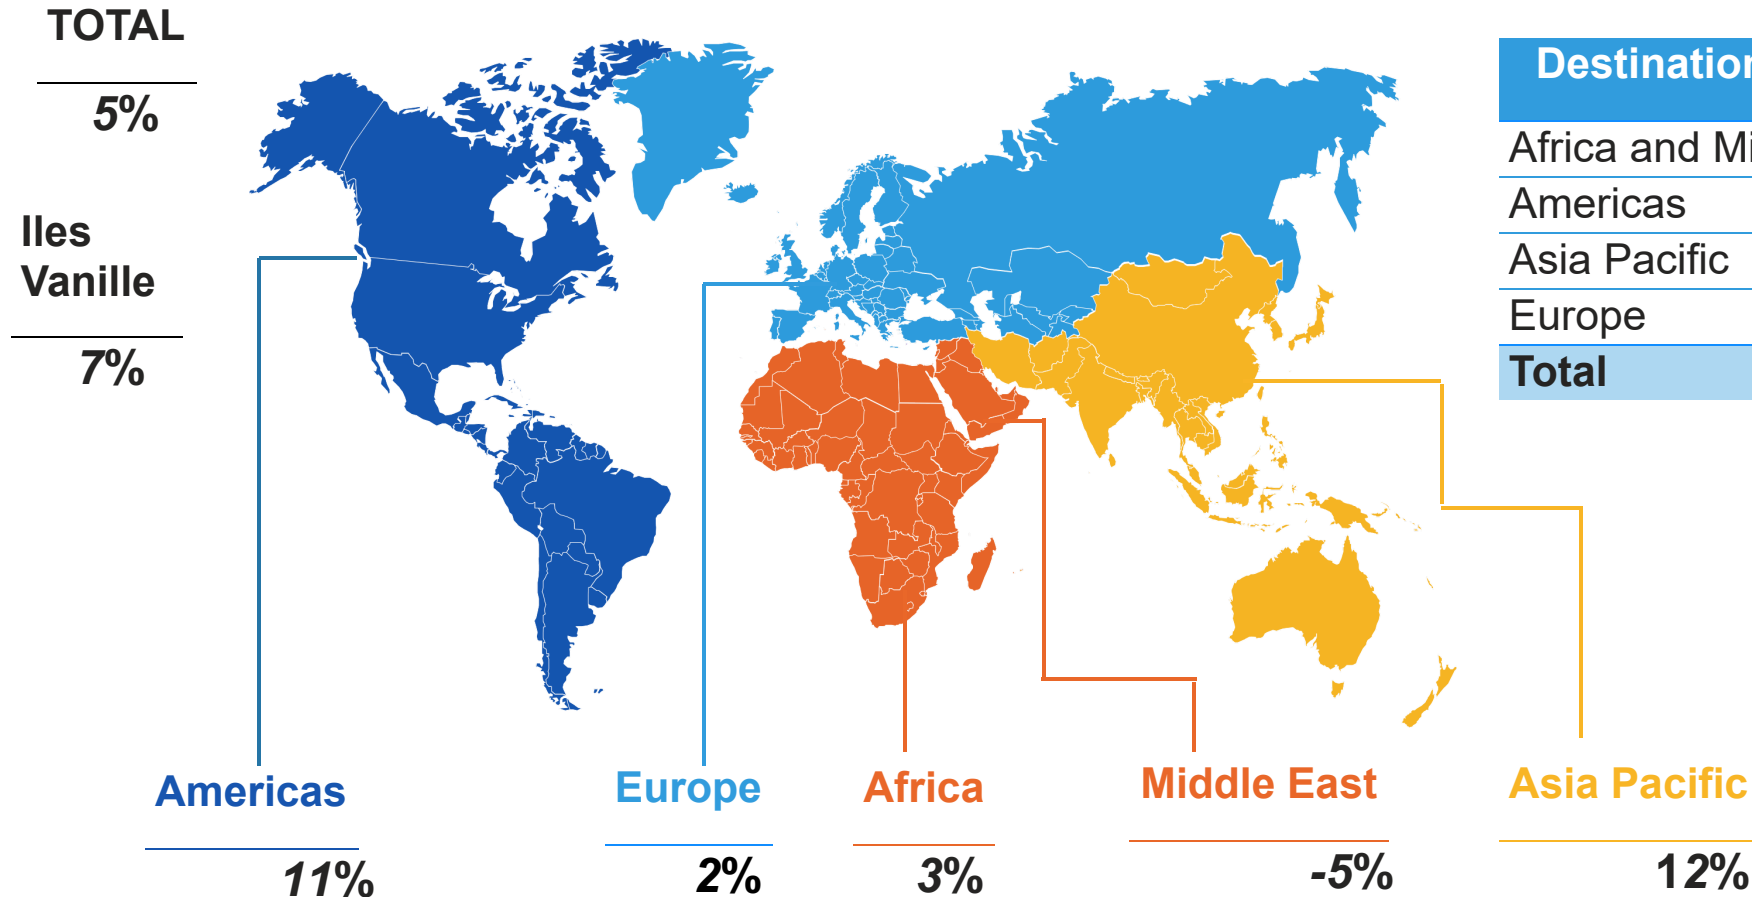 TOTAL
5%
Iles
Vanille
7%
Destination
Africa and Mi
Americas
Asia Pacific
Europe
Total
Americas
11%
Europe
2%
Africa
3%
Middle East
-5%
Asia Pacific
12%